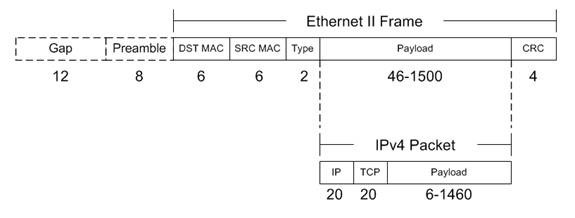 Ethernet II Frame
Gap Preamble DST MAC SRC MAC Type Payload CRC
12 8 6 6 2 46-1500 4
IPv4 Packet
IP TCP Payload
20 20 6-1460